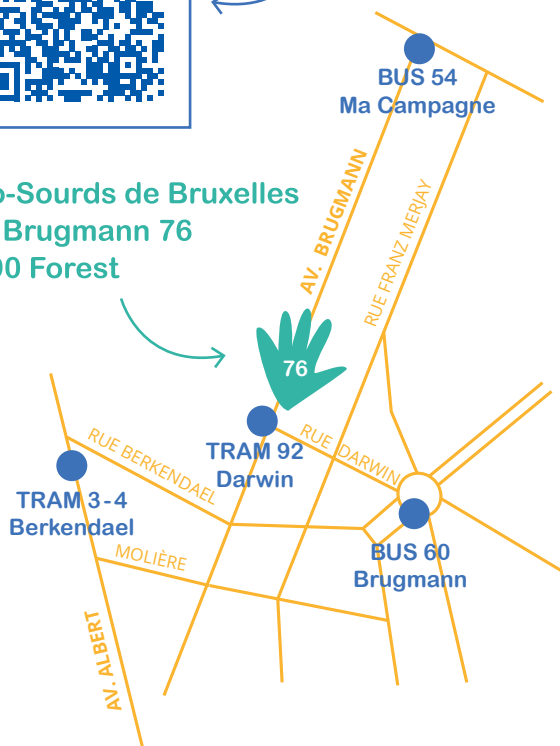 BUS 54
Ma Campagne
o-Sourds de Bruxelles
Brugmann 76
00 Forest
AV. BRUGMANN
RUE FRANZ MERJAY
76
TRAM 92
Darwin
RUE DARWIN
RUE BERKENDAEL
TRAM 3-4
Berkendael
BUS 60
Brugmann
MOLIÈRE
AV. ALBERT